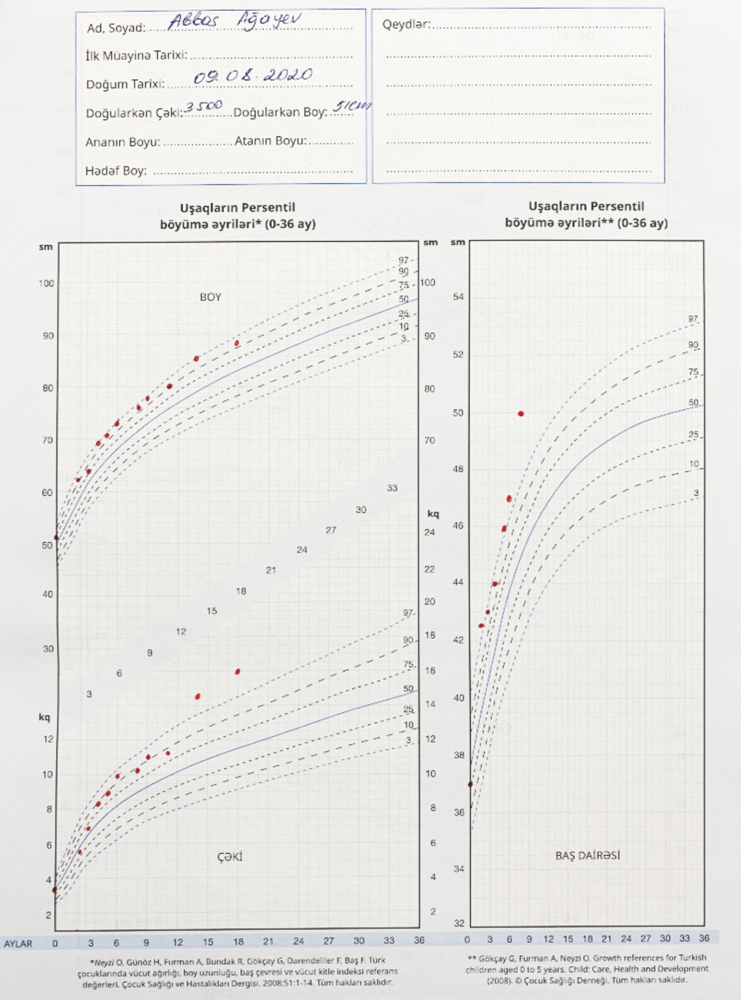 Ad, Soyad: Abbas Ağayev
İlk Müayinə Tarixi:
Doğum Tarixi: 09.08.2020
Doğularkən Çəki: 3500 Doğularkən Boy: 51cm
Ananın Boyu: Atanın Boyu:
Hədəf Boy:
Qeydlər:
Uşaqların Persentil
böyümə əyriləri* (0-36 ay)
sm
sm
97
90
75
50
25
10
3
100
90
80
70
60
50
40
30
BOY
100
90
80
70
33
30
27
24
21
18
15
12
9
6
3
kq
24
22
20
18
16
14
12
10
8
6
4
2
97
90
75
50
25
10
3
kq
12
10
8
6
4
2
ÇƏKİ
AYLAR 0 3 6 9 12 15 18 21 24 27 30 33 36
*Neyzi O, Günöz H, Furman A, Bundak R, Gökçay G, Darendeliler F, Baş F. Türk
çocuklarında vücut ağırlığı, boy uzunluğu, baş çevresi ve vücut kitle indeksi referans
değerleri. Çocuk Sağlığı ve Hastalıkları Dergisi. 2008;51:1-14. Tüm hakları saklıdır.
Uşaqların Persentil
böyümə əyriləri** (0-36 ay)
sm
54
52
50
48
46
44
42
40
38
36
34
32
97
90
75
50
25
10
3
BAŞ DAİRƏSİ
0 3 6 9 12 15 18 21 24 27 30 33 36
** Gökçay G, Furman A, Neyzi O. Growth references for Turkish
children aged 0 to 5 years. Child: Care, Health and Development
(2008). © Çocuk Sağlığı Derneği. Tüm hakları saklıdır.